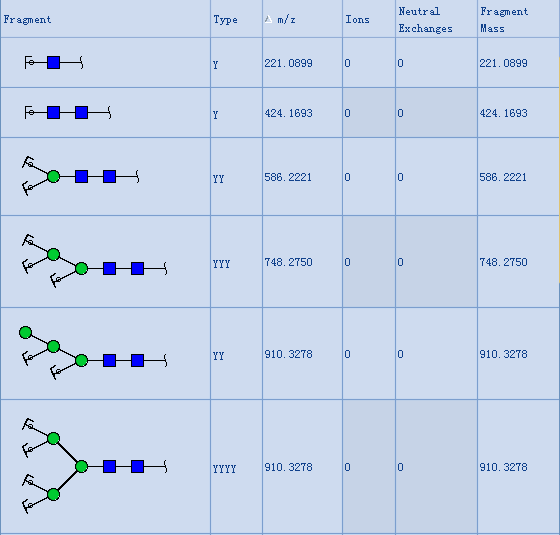 Fragment Type △ m/z Ions Neutral Exchanges Fragment Mass
Y 221.0899 0 0 221.0899
Y 424.1693 0 0 424.1693
YY 586.2221 0 0 586.2221
YYY 748.2750 0 0 748.2750
YY 910.3278 0 0 910.3278
YYYY 910.3278 0 0 910.3278